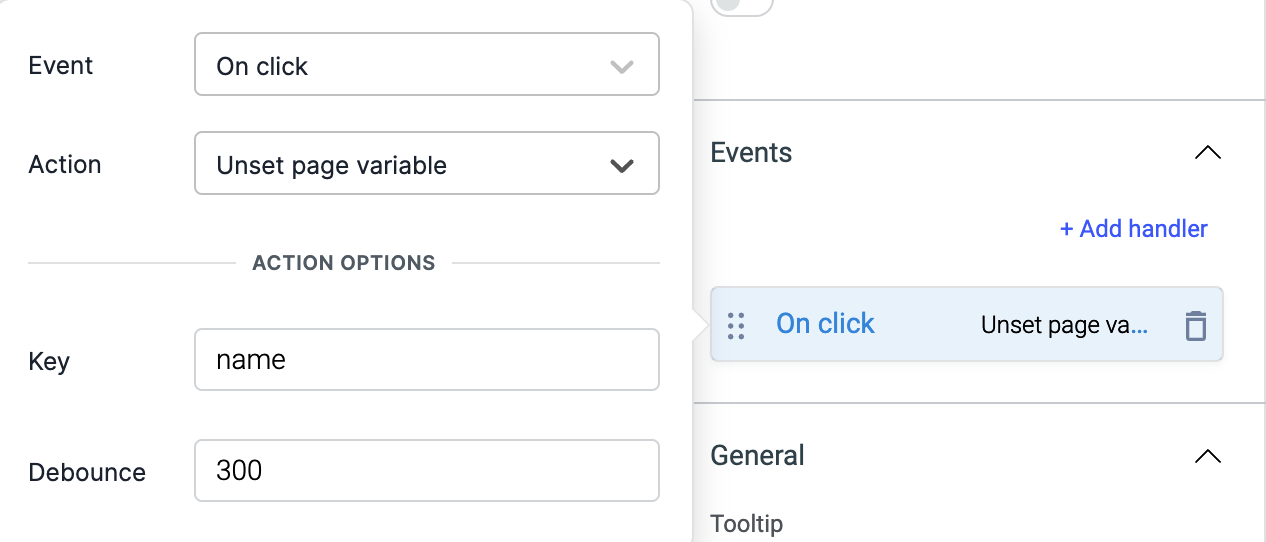 Event
On click
Action
Unset page variable
ACTION OPTIONS
Key
name
Debounce
300
Events
+ Add handler
On click
Unset page va...
General
Tooltip